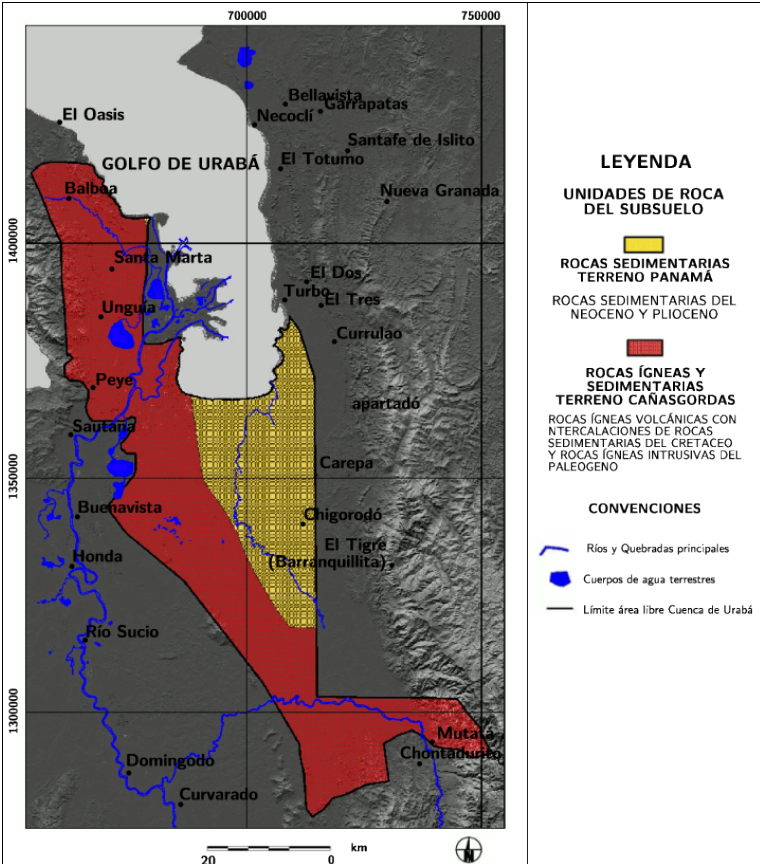 700000
750000
Bellavista
Garrapatas
Necoclí
El Oasis
Santafe de Islito
GOLFO DE URABÁ
El Totumo
Balboa
Nueva Granada
1400000
Santa Marta
El Dos
Turbo
El Tres
Unguía
Currulao
Peye
apartadó
Sautana
Carepa
1350000
Buenavista
Chigorodó
El Tigre
(Barranquillita)
Honda
Río Sucio
1300000
Mutatá
Chontadurito
Domingodo
Curvarado
km
20
0
N
LEYENDA
UNIDADES DE ROCA
DEL SUBSUELO
ROCAS SEDIMENTARIAS
TERRENO PANAMÁ
ROCAS SEDIMENTARIAS DEL
NEOCENO Y PLIOCENO
ROCAS ÍGNEAS Y
SEDIMENTARIAS
TERRENO CAÑASGORDAS
ROCAS ÍGNEAS VOLCÁNICAS CON
NTERCALACIONES DE ROCAS
SEDIMENTARIAS DEL CRETACEO
Y ROCAS ÍGNEAS INTRUSIVAS DEL
PALEOGENO
CONVENCIONES
Ríos y Quebradas principales
Cuerpos de agua terrestres
Límite área libre Cuenca de Urabá